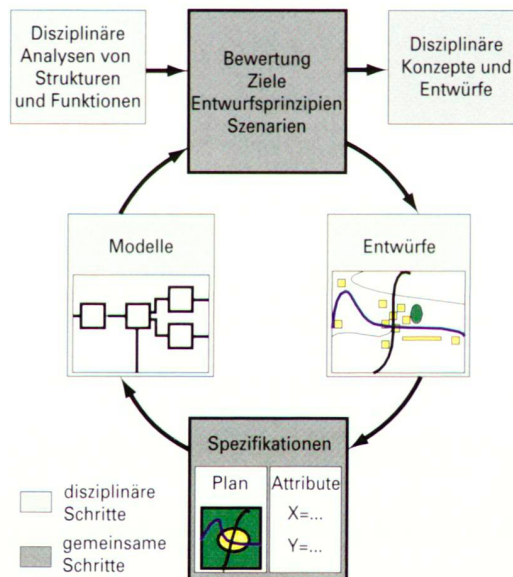 Disziplinäre
Analysen von
Strukturen
und Funktionen
Bewertung
Ziele
Entwurfsprinzipien
Szenarien
Disziplinäre
Konzepte und
Entwürfe
Modelle
Entwürfe
Spezifikationen
Plan
Attribute
X=...
Y=...
disziplinäre
Schritte
gemeinsame
Schritte